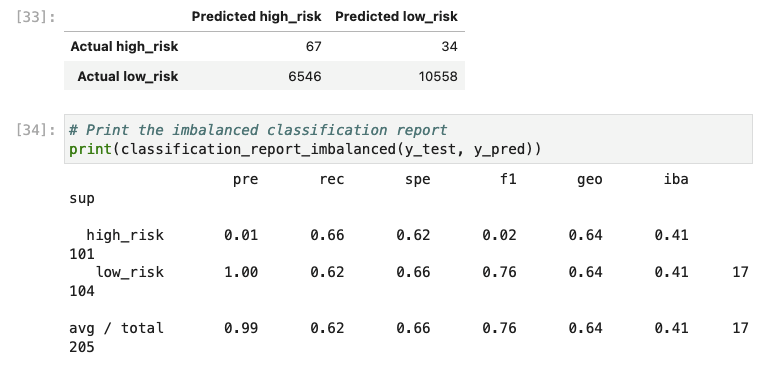 [33]:
Predicted high_risk Predicted low_risk
Actual high_risk 67 34
Actual low_risk 6546 10558
[34]: # Print the imbalanced classification report
print(classification_report_imbalanced(y_test, y_pred))
pre rec spe f1 geo iba
sup
high_risk 0.01 0.66 0.62 0.02 0.64 0.41
101
low_risk 1.00 0.62 0.66 0.76 0.64 0.41 17
104
avg / total 0.99 0.62 0.66 0.76 0.64 0.41 17
205